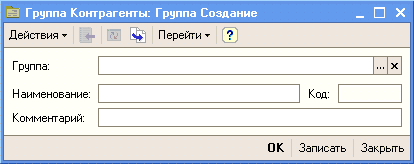 Группа Контрагенты: Группа Создание
Действия Перейти ?
Группа: ... ×
Наименование: Код:
Комментарий:
OK Записать Закрыть